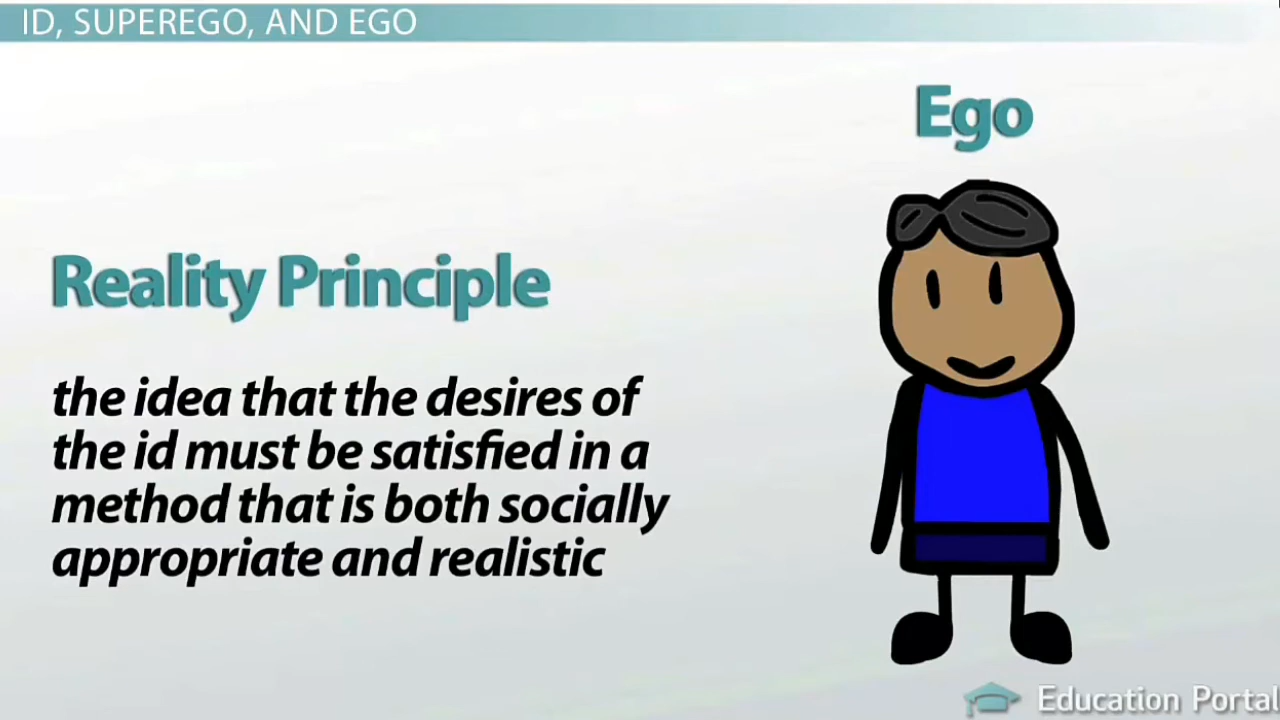 ID, SUPEREGO, AND EGO
Ego
Reality Principle
the idea that the desires of
the id must be satisfied in a
method that is both socially
appropriate and realistic
Education Portal